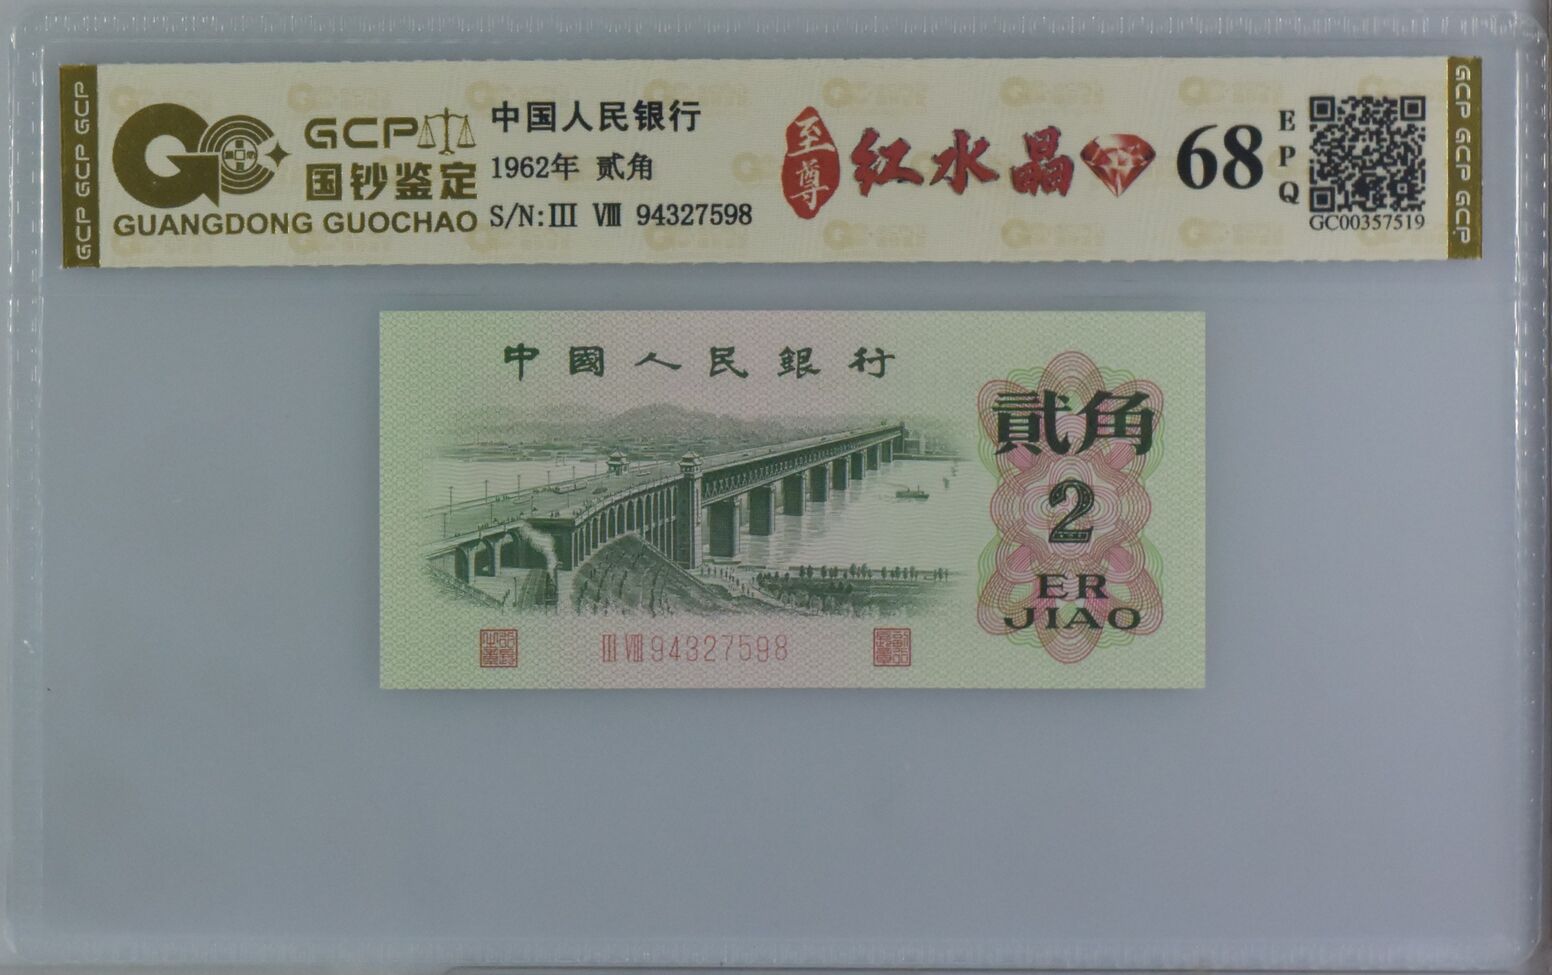 GCP GCP GCP
GCP
国钞鉴定
GUANGDONG GUOCHAO
中国人民银行
1962年 贰角
S/N:III VIII 94327598
至尊
红水晶
68
EPQ
GC00357519
GCP GCP GCP
中國人民銀行
貳角
2
ER
JIAO
III VIII 94327598